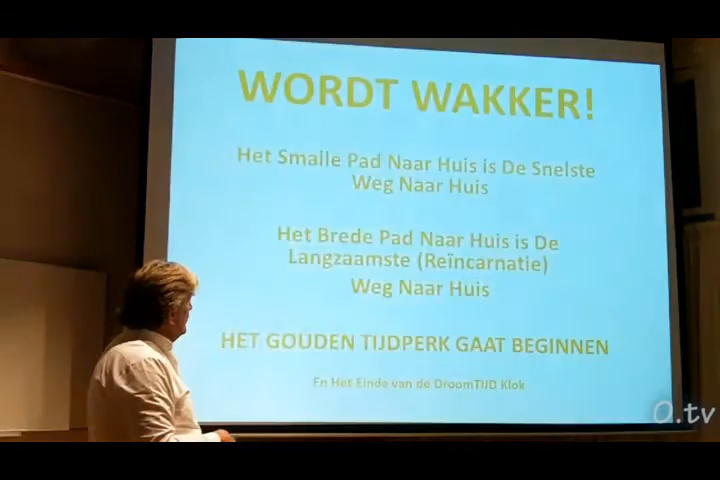 WORDT WAKKER!
Het Smalle Pad Naar Huis is De Snelste
Weg Naar Huis
Het Brede Pad Naar Huis is De
Langzaamste (Reïncarnatie)
Weg Naar Huis
HET GOUDEN TIJDPERK GAAT BEGINNEN
En Het Einde van de DroomTIJD Klok
O.tv